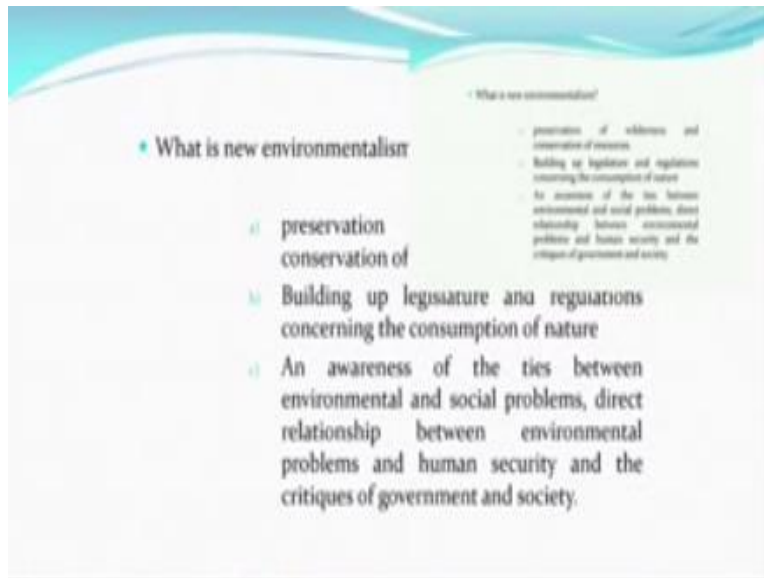 • What is new environmentalism
a) preservation
conservation of
b) Building up legislature and regulations
concerning the consumption of nature
c) An awareness of the ties between
environmental and social problems, direct
relationship between environmental
problems and human security and the
critiques of government and society.
• What is new environmentalism?
preservation of wilderness and
conservation of resources
Building up legislature and regulations
concerning the consumption of nature
An awareness of the ties between
environmental and social problems, direct
relationship between environmental
problems and human security and the
critiques of government and society